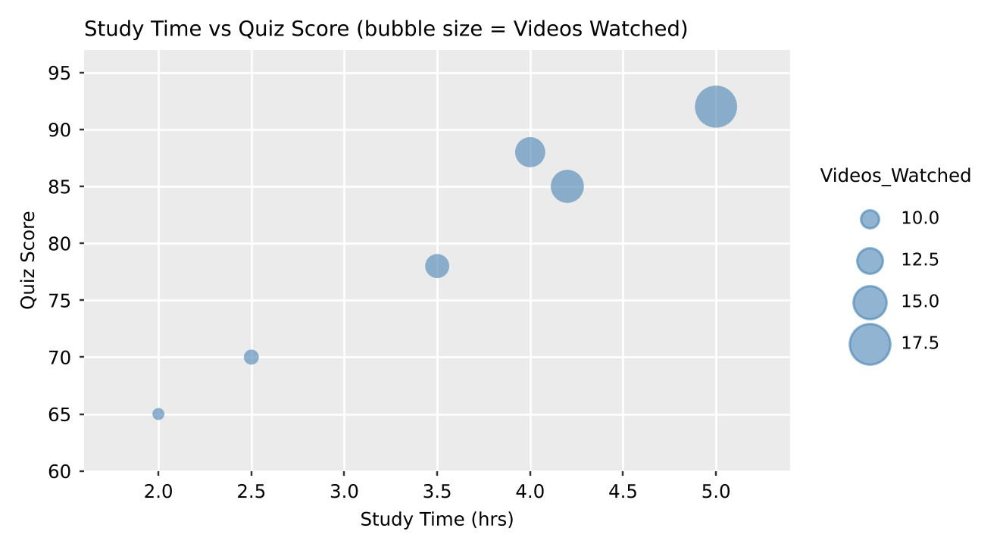 Study Time vs Quiz Score (bubble size = Videos Watched)
95
90
85
80
75
70
65
60
Quiz Score
2.0 2.5 3.0 3.5 4.0 4.5 5.0
Study Time (hrs)
Videos_Watched
10.0
12.5
15.0
17.5